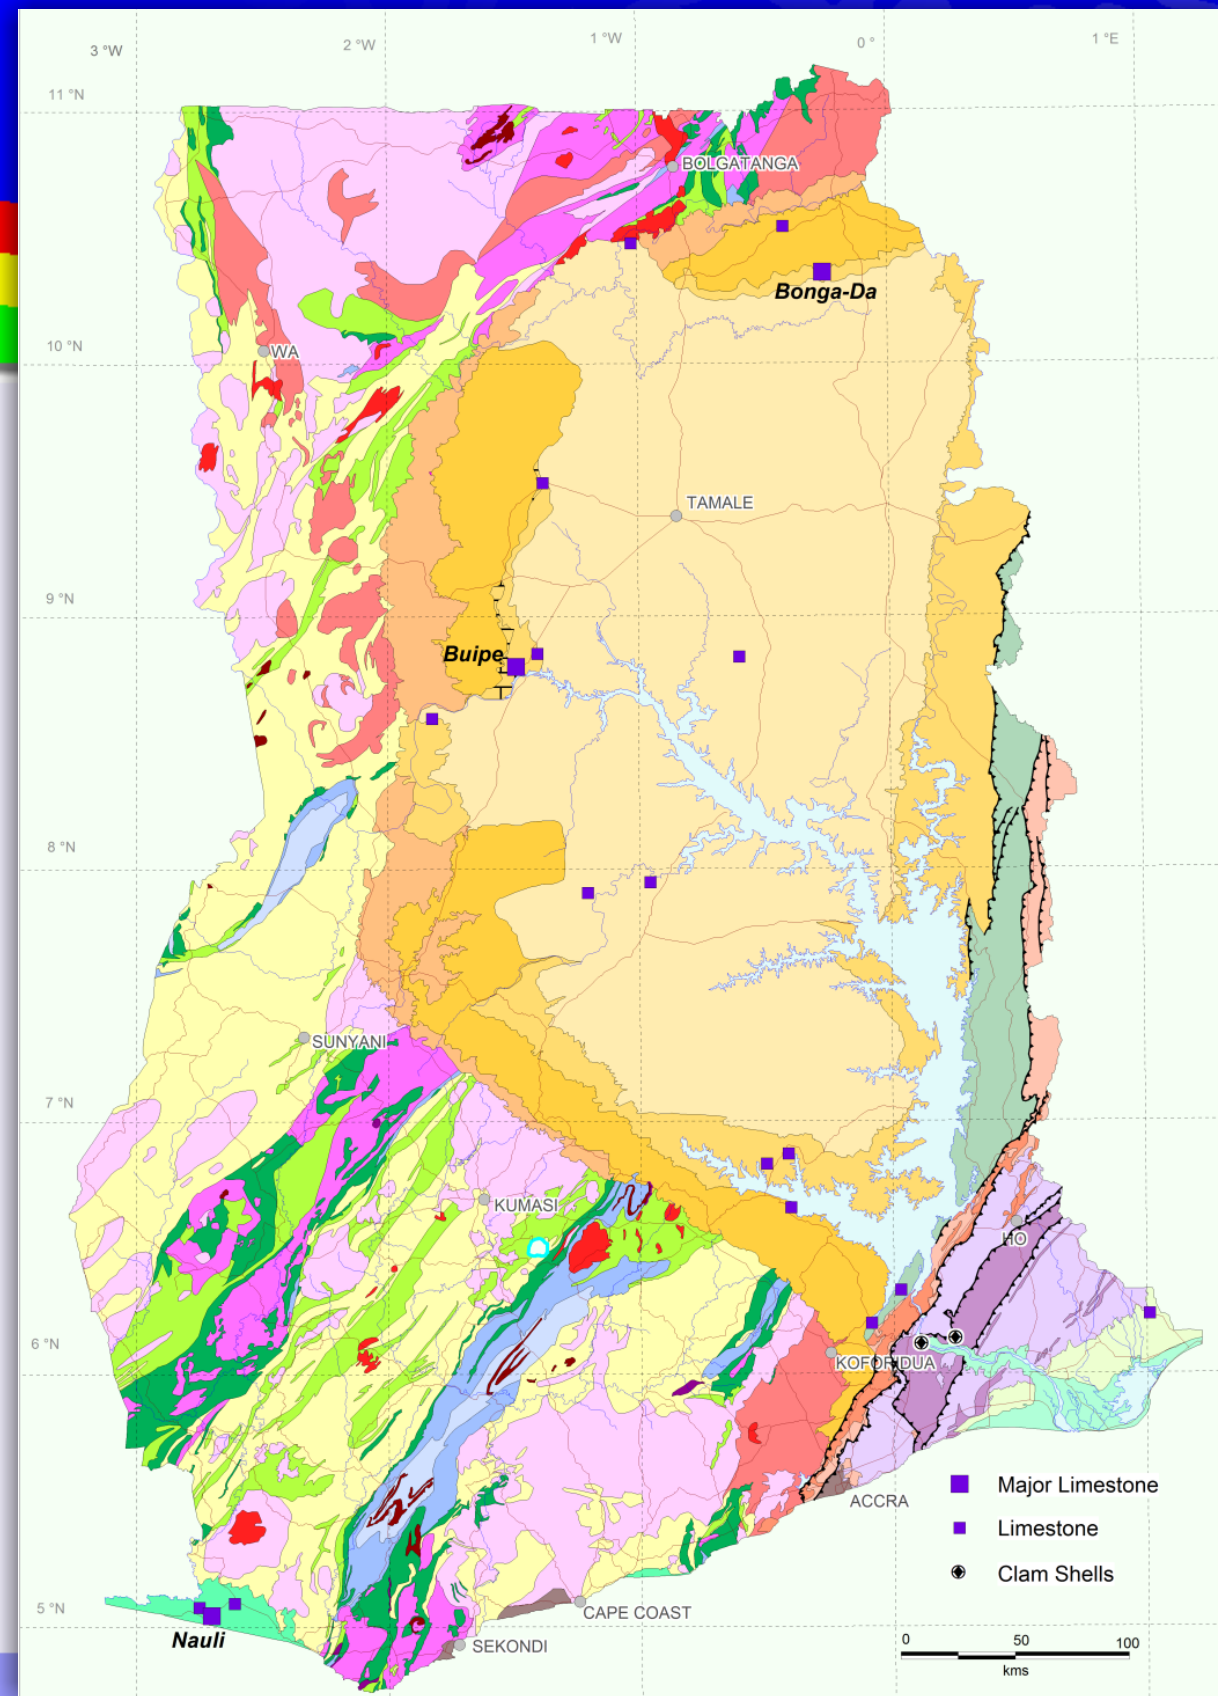 3 °W
2 °W
1 °W
0 °
1 °E
11 °N
BOLGATANGA
Bonga-Da
10 °N
WA
TAMALE
9 °N
Buipe
8 °N
SUNYANI
7 °N
KUMASI
HO
6 °N
KOFORIDUA
Major Limestone
ACCRA
Limestone
Clam Shells
5 °N
CAPE COAST
Nauli
SEKONDI
0 50 100
kms